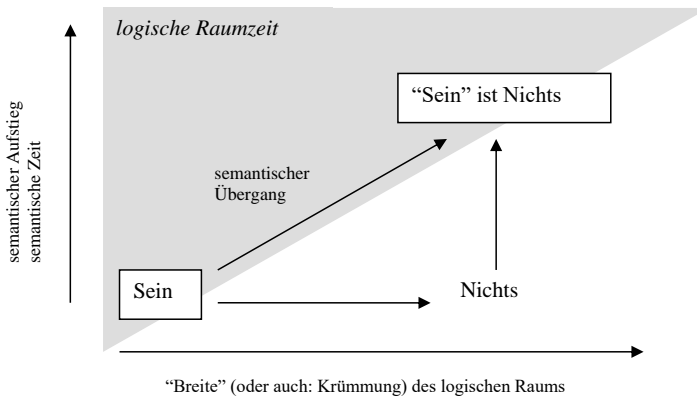 logische Raumzeit
“Sein” ist Nichts
semantischer
Übergang
semantischer Aufstieg
semantische Zeit
Sein
Nichts
“Breite” (oder auch: Krümmung) des logischen Raums